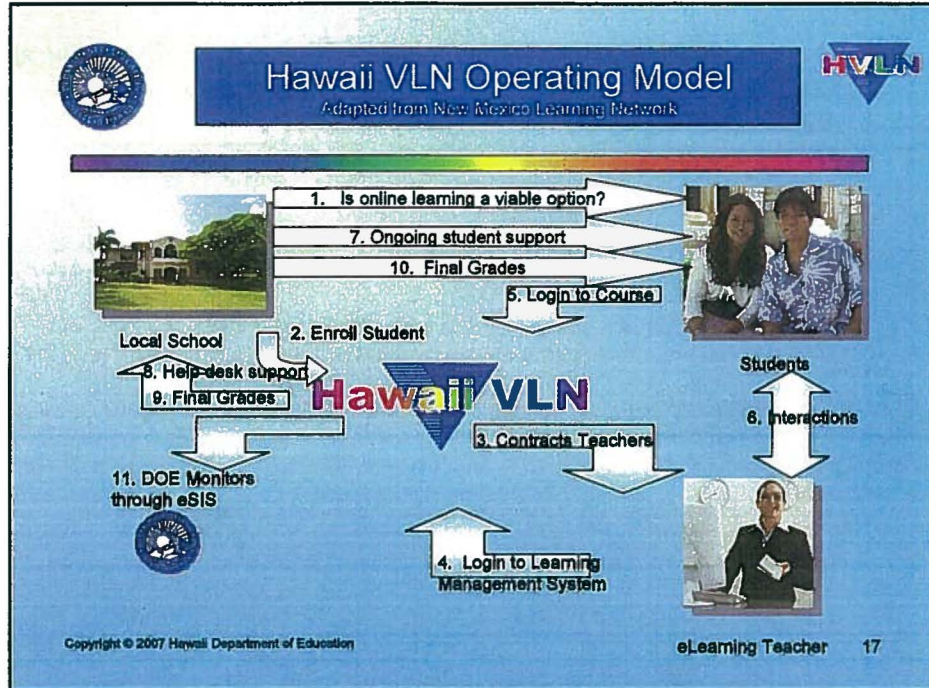 Hawaii VLN Operating Model
Adapted from New Mexico Learning Network
HVLN
1. Is online learning a viable option?
7. Ongoing student support
10. Final Grades
5. Login to Course
Local School
2. Enroll Student
Students
8. Help desk support
9. Final Grades
Hawaii VLN
6. Interactions
3. Contracts Teachers
11. DOE Monitors
through eSIS
4. Login to Learning
Management System
Copyright © 2007 Hawaii Department of Education
eLearning Teacher
17